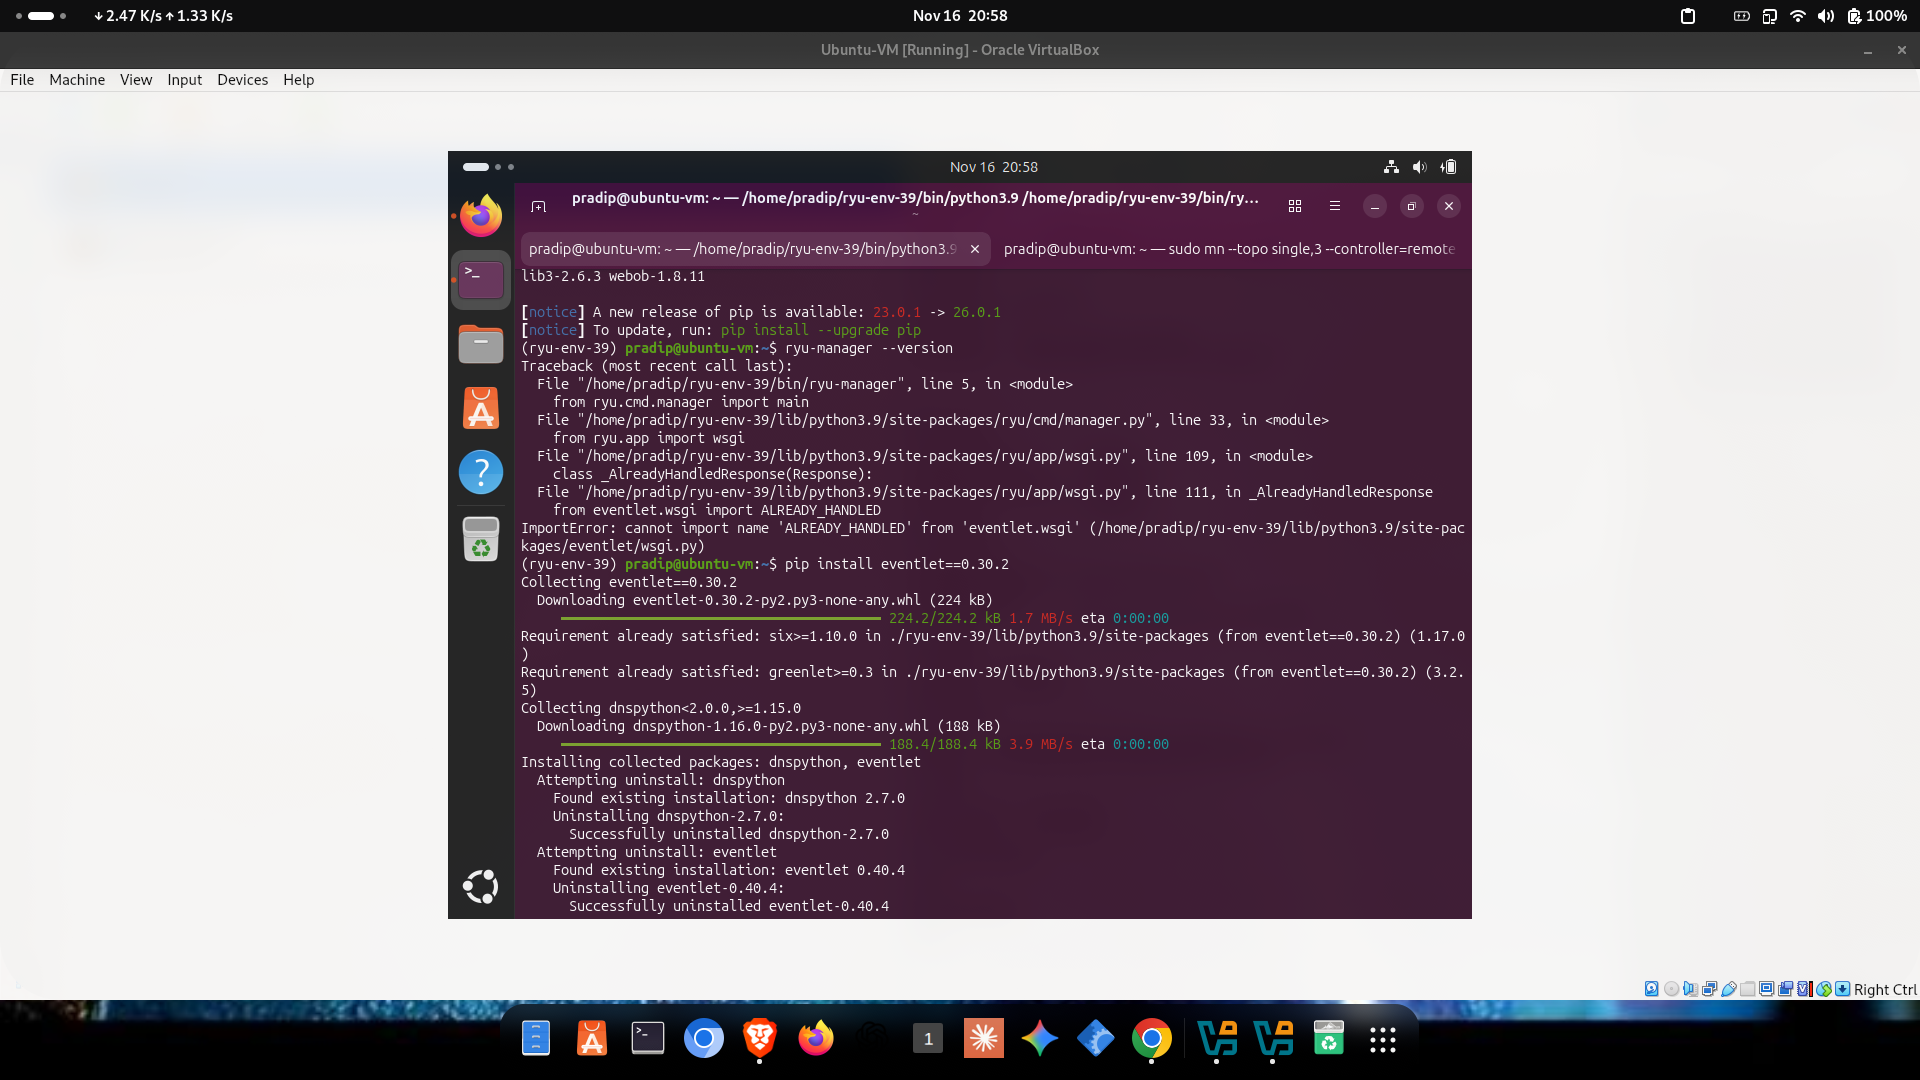 ↓ 2.47 K/s ↑ 1.33 K/s
Nov 16 20:58
100%
Ubuntu-VM [Running] - Oracle VirtualBox
File Machine View Input Devices Help
Nov 16 20:58
pradip@ubuntu-vm: ~ — /home/pradip/ryu-env-39/bin/python3.9 /home/pradip/ryu-env-39/bin/ry…
~
pradip@ubuntu-vm: ~ — /home/pradip/ryu-env-39/bin/python3.9
pradip@ubuntu-vm: ~ — sudo mn --topo single,3 --controller=remote
lib3-2.6.3 webob-1.8.11
[notice] A new release of pip is available: 23.0.1 -> 26.0.1
[notice] To update, run: pip install --upgrade pip
(ryu-env-39) pradip@ubuntu-vm:~$ ryu-manager --version
Traceback (most recent call last):
File "/home/pradip/ryu-env-39/bin/ryu-manager", line 5, in <module>
from ryu.cmd.manager import main
File "/home/pradip/ryu-env-39/lib/python3.9/site-packages/ryu/cmd/manager.py", line 33, in <module>
from ryu.app import wsgi
File "/home/pradip/ryu-env-39/lib/python3.9/site-packages/ryu/app/wsgi.py", line 109, in <module>
class _AlreadyHandledResponse(Response):
File "/home/pradip/ryu-env-39/lib/python3.9/site-packages/ryu/app/wsgi.py", line 111, in _AlreadyHandledResponse
from eventlet.wsgi import ALREADY_HANDLED
ImportError: cannot import name 'ALREADY_HANDLED' from 'eventlet.wsgi' (/home/pradip/ryu-env-39/lib/python3.9/site-pac
kages/eventlet/wsgi.py)
(ryu-env-39) pradip@ubuntu-vm:~$ pip install eventlet==0.30.2
Collecting eventlet==0.30.2
Downloading eventlet-0.30.2-py2.py3-none-any.whl (224 kB)
224.2/224.2 kB 1.7 MB/s eta 0:00:00
Requirement already satisfied: six>=1.10.0 in ./ryu-env-39/lib/python3.9/site-packages (from eventlet==0.30.2) (1.17.0
)
Requirement already satisfied: greenlet>=0.3 in ./ryu-env-39/lib/python3.9/site-packages (from eventlet==0.30.2) (3.2.
5)
Collecting dnspython<2.0.0,>=1.15.0
Downloading dnspython-1.16.0-py2.py3-none-any.whl (188 kB)
188.4/188.4 kB 3.9 MB/s eta 0:00:00
Installing collected packages: dnspython, eventlet
Attempting uninstall: dnspython
Found existing installation: dnspython 2.7.0
Uninstalling dnspython-2.7.0:
Successfully uninstalled dnspython-2.7.0
Attempting uninstall: eventlet
Found existing installation: eventlet 0.40.4
Uninstalling eventlet-0.40.4:
Successfully uninstalled eventlet-0.40.4
Right Ctrl
1